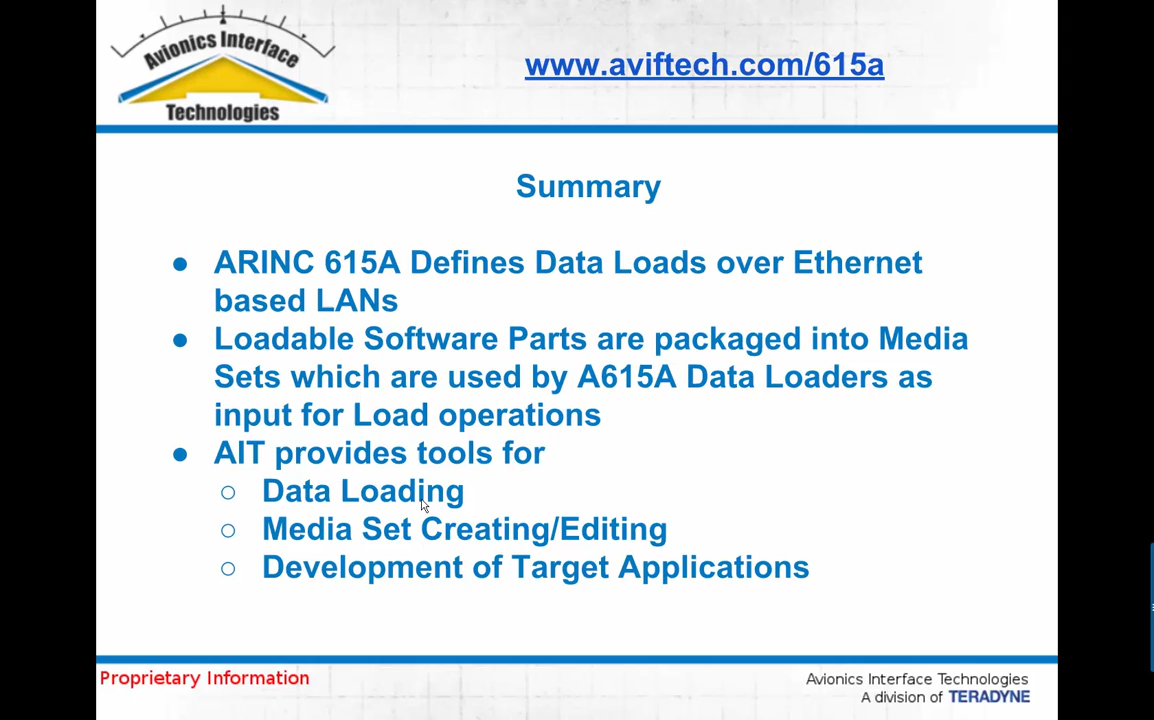 Avionics Interface
Technologies
www.aviftech.com/615a
Summary
● ARINC 615A Defines Data Loads over Ethernet
based LANs
● Loadable Software Parts are packaged into Media
Sets which are used by A615A Data Loaders as
input for Load operations
● AIT provides tools for
○ Data Loading
○ Media Set Creating/Editing
○ Development of Target Applications
Proprietary Information
Avionics Interface Technologies
A division of TERADYNE